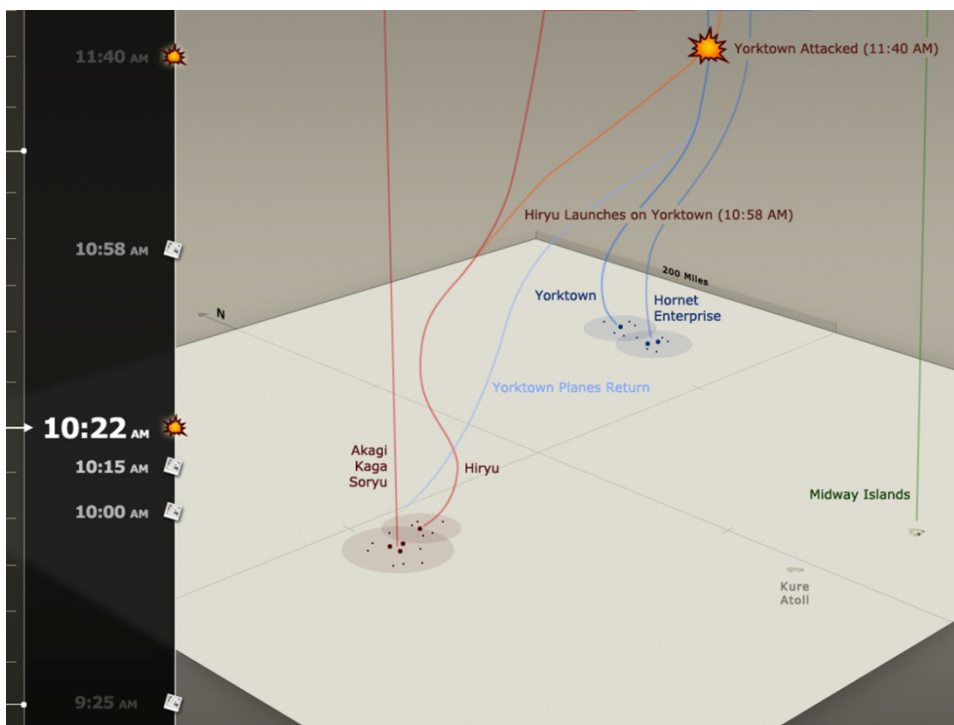 11:40 AM
Yorktown Attacked (11:40 AM)
Hiryu Launches on Yorktown (10:58 AM)
10:58 AM
200 Miles
Yorktown
Hornet
Enterprise
N
Yorktown Planes Return
10:22 AM
10:15 AM
10:00 AM
Akagi
Kaga
Soryu
Hiryu
Midway Islands
Kure
Atoll
9:25 AM